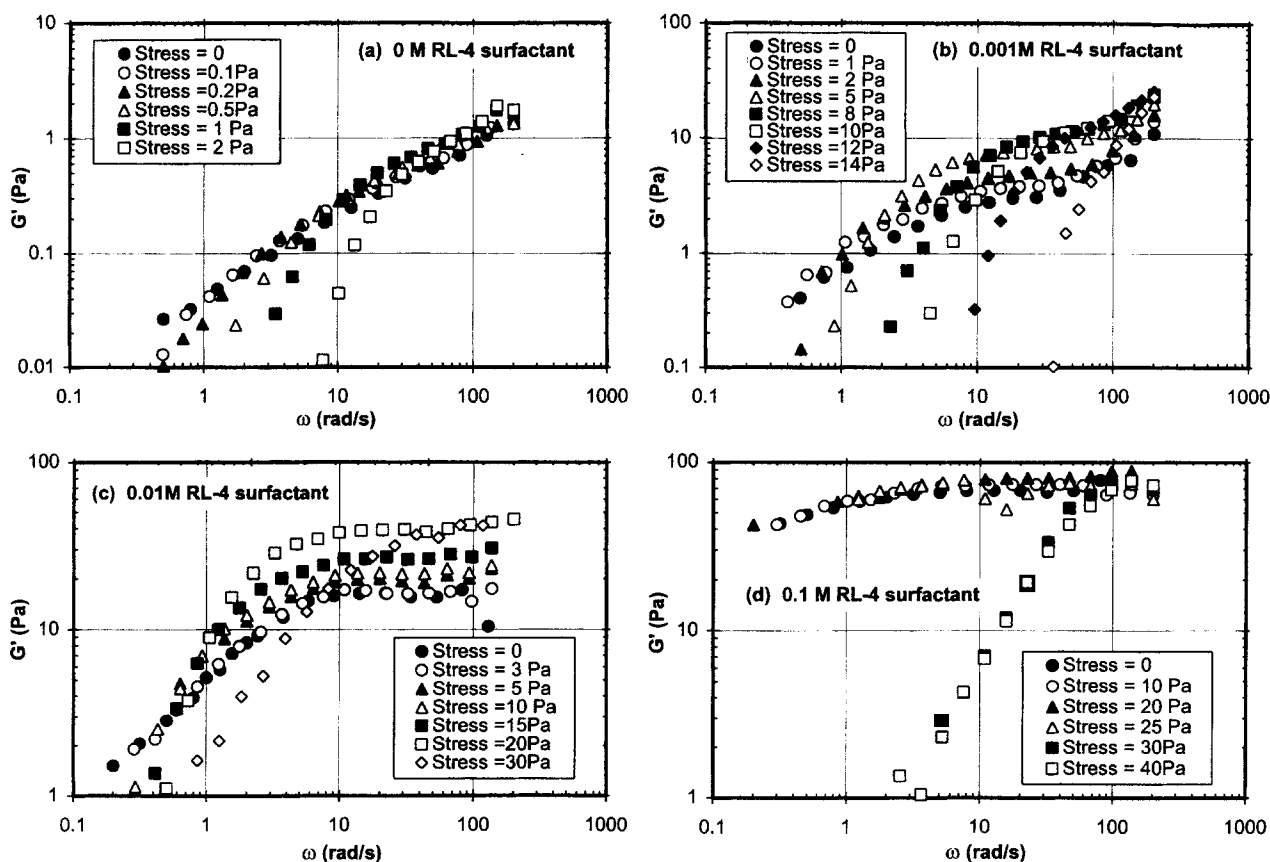 (a) 0 M RL-4 surfactant
Stress = 0
Stress =0.1Pa
Stress =0.2Pa
Stress =0.5Pa
Stress = 1 Pa
Stress = 2 Pa
G' (Pa)
10
1
0.1
0.01
0.1
1
10
100
1000
ω (rad/s)
(b) 0.001M RL-4 surfactant
Stress = 0
Stress = 1 Pa
Stress = 2 Pa
Stress = 5 Pa
Stress = 8 Pa
Stress =10Pa
Stress =12Pa
Stress =14Pa
G' (Pa)
100
10
1
0.1
0.1
1
10
100
1000
ω (rad/s)
(c) 0.01M RL-4 surfactant
Stress = 0
Stress = 3 Pa
Stress = 5 Pa
Stress = 10 Pa
Stress =15Pa
Stress =20Pa
Stress =30Pa
G' (Pa)
100
10
1
0.1
1
10
100
1000
ω (rad/s)
(d) 0.1 M RL-4 surfactant
Stress = 0
Stress = 10 Pa
Stress = 20 Pa
Stress = 25 Pa
Stress = 30Pa
Stress = 40Pa
G' (Pa)
100
10
1
0.1
1
10
100
1000
ω (rad/s)